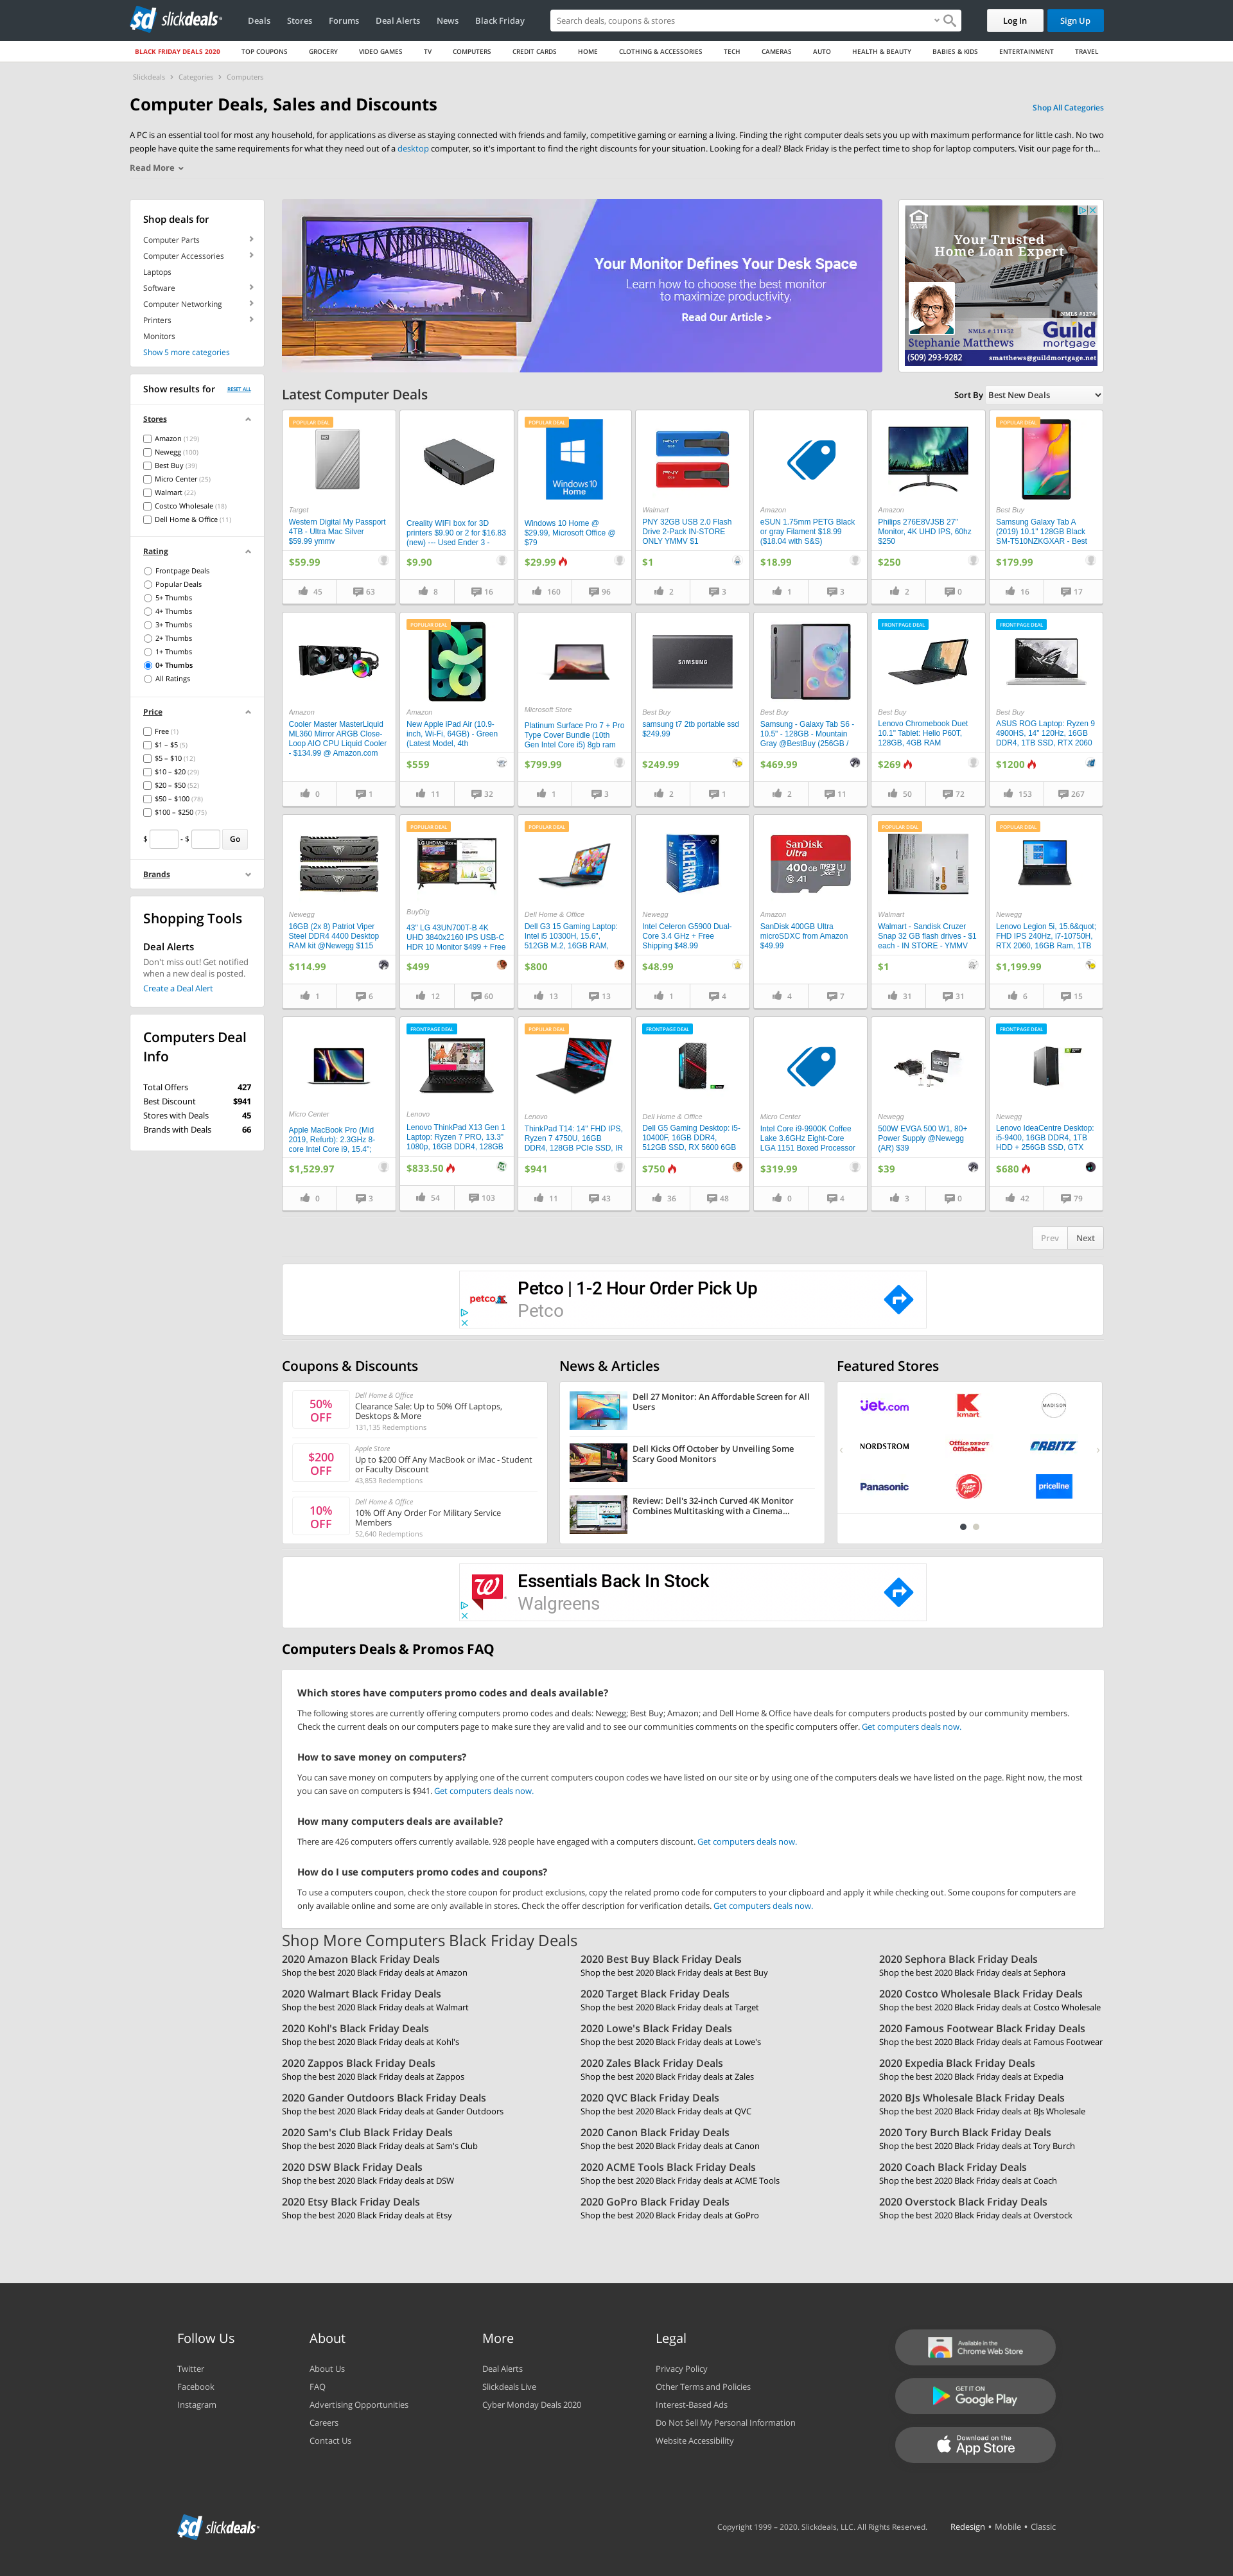 slickdeals
Deals Stores Forums Deal Alerts News Black Friday
Search deals, coupons & stores
Log In
Sign Up
BLACK FRIDAY DEALS 2020 TOP COUPONS GROCERY VIDEO GAMES TV COMPUTERS CREDIT CARDS HOME CLOTHING & ACCESSORIES TECH CAMERAS AUTO HEALTH & BEAUTY BABIES & KIDS ENTERTAINMENT TRAVEL
Slickdeals > Categories > Computers
Computer Deals, Sales and Discounts
Shop All Categories
A PC is an essential tool for most any household, for applications as diverse as staying connected with friends and family, competitive gaming or earning a living. Finding the right computer deals sets you up with maximum performance for little cash. No two
people have quite the same requirements for what they need out of a desktop computer, so it's important to find the right discounts for your situation. Looking for a deal? Black Friday is the perfect time to shop for laptop computers. Visit our page for th...
Read More
Shop deals for
Computer Parts
Computer Accessories
Laptops
Software
Computer Networking
Printers
Monitors
Show 5 more categories
Show results for
RESET ALL
Stores
Amazon (129)
Newegg (100)
Best Buy (39)
Micro Center (25)
Walmart (22)
Costco Wholesale (18)
Dell Home & Office (11)
Rating
Frontpage Deals
Popular Deals
5+ Thumbs
4+ Thumbs
3+ Thumbs
2+ Thumbs
1+ Thumbs
0+ Thumbs
All Ratings
Price
Free (1)
$1 – $5 (5)
$5 – $10 (12)
$10 – $20 (29)
$20 – $50 (52)
$50 – $100 (78)
$100 – $250 (75)
$ - $ Go
Brands
Shopping Tools
Deal Alerts
Don't miss out! Get notified
when a new deal is posted.
Create a Deal Alert
Computers Deal
Info
Total Offers 427
Best Discount $941
Stores with Deals 45
Brands with Deals 66
Your Monitor Defines Your Desk Space
Learn how to choose the best monitor
to maximize productivity.
Read Our Article >
Your Trusted
Home Loan Expert
NMLS #3274
NMLS # 111852
Stephanie Matthews
Guild
mortgage
(509) 293-9282
smatthews@guildmortgage.net
Latest Computer Deals
Sort By Best New Deals
POPULAR DEAL
Target
Western Digital My Passport
4TB - Ultra Mac Silver
$59.99 ymmv
$59.99
45 63
Creality WIFI box for 3D
printers $9.90 or 2 for $16.83
(new) --- Used Ender 3 -
$9.90
8 16
POPULAR DEAL
Windows 10
Home
Windows 10 Home @
$29.99, Microsoft Office @
$79
$29.99
160 96
Walmart
PNY 32GB USB 2.0 Flash
Drive 2-Pack IN-STORE
ONLY YMMV $1
$1
2 3
Amazon
eSUN 1.75mm PETG Black
or gray Filament $18.99
($18.04 with S&S)
$18.99
1 3
Amazon
Philips 276E8VJSB 27"
Monitor, 4K UHD IPS, 60hz
$250
$250
2 0
POPULAR DEAL
Best Buy
Samsung Galaxy Tab A
(2019) 10.1" 128GB Black
SM-T510NZKGXAR - Best
$179.99
16 17
Amazon
Cooler Master MasterLiquid
ML360 Mirror ARGB Close-
Loop AIO CPU Liquid Cooler
- $134.99 @ Amazon.com
0 1
POPULAR DEAL
Amazon
New Apple iPad Air (10.9-
inch, Wi-Fi, 64GB) - Green
(Latest Model, 4th
$559
11 32
Microsoft Store
Platinum Surface Pro 7 + Pro
Type Cover Bundle (10th
Gen Intel Core i5) 8gb ram
$799.99
1 3
SAMSUNG
Best Buy
samsung t7 2tb portable ssd
$249.99
$249.99
2 1
Best Buy
Samsung - Galaxy Tab S6 -
10.5" - 128GB - Mountain
Gray @BestBuy (256GB /
$469.99
2 11
FRONTPAGE DEAL
Best Buy
Lenovo Chromebook Duet
10.1" Tablet: Helio P60T,
128GB, 4GB RAM
$269
50 72
FRONTPAGE DEAL
Best Buy
ASUS ROG Laptop: Ryzen 9
4900HS, 14" 120Hz, 16GB
DDR4, 1TB SSD, RTX 2060
$1200
153 267
Newegg
16GB (2x 8) Patriot Viper
Steel DDR4 4400 Desktop
RAM kit @Newegg $115
$114.99
1 6
POPULAR DEAL
LG UHD Monitor
BuyDig
43" LG 43UN700T-B 4K
UHD 3840x2160 IPS USB-C
HDR 10 Monitor $499 + Free
$499
12 60
POPULAR DEAL
Dell Home & Office
Dell G3 15 Gaming Laptop:
Intel i5 10300H, 15.6",
512GB M.2, 16GB RAM,
$800
13 13
CELERON
Newegg
Intel Celeron G5900 Dual-
Core 3.4 GHz + Free
Shipping $48.99
$48.99
1 4
SanDisk
Ultra
400GB
Amazon
SanDisk 400GB Ultra
microSDXC from Amazon
$49.99
4 7
POPULAR DEAL
Walmart
Walmart - Sandisk Cruzer
Snap 32 GB flash drives - $1
each - IN STORE - YMMV
$1
31 31
POPULAR DEAL
Newegg
Lenovo Legion 5i, 15.6&quot;
FHD IPS 240Hz, i7-10750H,
RTX 2060, 16GB Ram, 1TB
$1,199.99
6 15
Micro Center
Apple MacBook Pro (Mid
2019, Refurb): 2.3GHz 8-
core Intel Core i9, 15.4";
$1,529.97
0 3
FRONTPAGE DEAL
Lenovo
Lenovo ThinkPad X13 Gen 1
Laptop: Ryzen 7 PRO, 13.3"
1080p, 16GB DDR4, 128GB
$833.50
54 103
POPULAR DEAL
Lenovo
ThinkPad T14: 14" FHD IPS,
Ryzen 7 4750U, 16GB
DDR4, 128GB PCIe SSD, IR
$941
11 43
FRONTPAGE DEAL
Dell Home & Office
Dell G5 Gaming Desktop: i5-
10400F, 16GB DDR4,
512GB SSD, RX 5600 6GB
$750
36 48
Micro Center
Intel Core i9-9900K Coffee
Lake 3.6GHz Eight-Core
LGA 1151 Boxed Processor
$319.99
0 4
Newegg
500W EVGA 500 W1, 80+
Power Supply @Newegg
(AR) $39
$39
3 0
FRONTPAGE DEAL
Newegg
Lenovo IdeaCentre Desktop:
i5-9400, 16GB DDR4, 1TB
HDD + 256GB SSD, GTX
$680
42 79
Prev Next
petco
Petco | 1-2 Hour Order Pick Up
Petco
Coupons & Discounts
50%
OFF
Dell Home & Office
Clearance Sale: Up to 50% Off Laptops,
Desktops & More
131,135 Redemptions
$200
OFF
Apple Store
Up to $200 Off Any MacBook or iMac - Student
or Faculty Discount
43,853 Redemptions
10%
OFF
Dell Home & Office
10% Off Any Order For Military Service
Members
52,640 Redemptions
News & Articles
Dell 27 Monitor: An Affordable Screen for All
Users
Dell Kicks Off October by Unveiling Some
Scary Good Monitors
Review: Dell's 32-inch Curved 4K Monitor
Combines Multitasking with a Cinema...
Featured Stores
Jet.com
kmart
MADISON
NORDSTROM
Office DEPOT
OfficeMax
ORBITZ
Panasonic
priceline
Essentials Back In Stock
Walgreens
Computers Deals & Promos FAQ
Which stores have computers promo codes and deals available?
The following stores are currently offering computers promo codes and deals: Newegg; Best Buy; Amazon; and Dell Home & Office have deals for computers products posted by our community members.
Check the current deals on our computers page to make sure they are valid and to see our communities comments on the specific computers offer. Get computers deals now.
How to save money on computers?
You can save money on computers by applying one of the current computers coupon codes we have listed on our site or by using one of the computers deals we have listed on the page. Right now, the most
you can save on computers is $941. Get computers deals now.
How many computers deals are available?
There are 426 computers offers currently available. 928 people have engaged with a computers discount. Get computers deals now.
How do I use computers promo codes and coupons?
To use a computers coupon, check the store coupon for product exclusions, copy the related promo code for computers to your clipboard and apply it while checking out. Some coupons for computers are
only available online and some are only available in stores. Check the offer description for verification details. Get computers deals now.
Shop More Computers Black Friday Deals
2020 Amazon Black Friday Deals
Shop the best 2020 Black Friday deals at Amazon
2020 Best Buy Black Friday Deals
Shop the best 2020 Black Friday deals at Best Buy
2020 Sephora Black Friday Deals
Shop the best 2020 Black Friday deals at Sephora
2020 Walmart Black Friday Deals
Shop the best 2020 Black Friday deals at Walmart
2020 Target Black Friday Deals
Shop the best 2020 Black Friday deals at Target
2020 Costco Wholesale Black Friday Deals
Shop the best 2020 Black Friday deals at Costco Wholesale
2020 Kohl's Black Friday Deals
Shop the best 2020 Black Friday deals at Kohl's
2020 Lowe's Black Friday Deals
Shop the best 2020 Black Friday deals at Lowe's
2020 Famous Footwear Black Friday Deals
Shop the best 2020 Black Friday deals at Famous Footwear
2020 Zappos Black Friday Deals
Shop the best 2020 Black Friday deals at Zappos
2020 Zales Black Friday Deals
Shop the best 2020 Black Friday deals at Zales
2020 Expedia Black Friday Deals
Shop the best 2020 Black Friday deals at Expedia
2020 Gander Outdoors Black Friday Deals
Shop the best 2020 Black Friday deals at Gander Outdoors
2020 QVC Black Friday Deals
Shop the best 2020 Black Friday deals at QVC
2020 BJs Wholesale Black Friday Deals
Shop the best 2020 Black Friday deals at BJs Wholesale
2020 Sam's Club Black Friday Deals
Shop the best 2020 Black Friday deals at Sam's Club
2020 Canon Black Friday Deals
Shop the best 2020 Black Friday deals at Canon
2020 Tory Burch Black Friday Deals
Shop the best 2020 Black Friday deals at Tory Burch
2020 DSW Black Friday Deals
Shop the best 2020 Black Friday deals at DSW
2020 ACME Tools Black Friday Deals
Shop the best 2020 Black Friday deals at ACME Tools
2020 Coach Black Friday Deals
Shop the best 2020 Black Friday deals at Coach
2020 Etsy Black Friday Deals
Shop the best 2020 Black Friday deals at Etsy
2020 GoPro Black Friday Deals
Shop the best 2020 Black Friday deals at GoPro
2020 Overstock Black Friday Deals
Shop the best 2020 Black Friday deals at Overstock
Follow Us
Twitter
Facebook
Instagram
About
About Us
FAQ
Advertising Opportunities
Careers
Contact Us
More
Deal Alerts
Slickdeals Live
Cyber Monday Deals 2020
Legal
Privacy Policy
Other Terms and Policies
Interest-Based Ads
Do Not Sell My Personal Information
Website Accessibility
Available in the
Chrome Web Store
GET IT ON
Google Play
Download on the
App Store
slickdeals
Copyright 1999 – 2020. Slickdeals, LLC. All Rights Reserved.
Redesign • Mobile • Classic